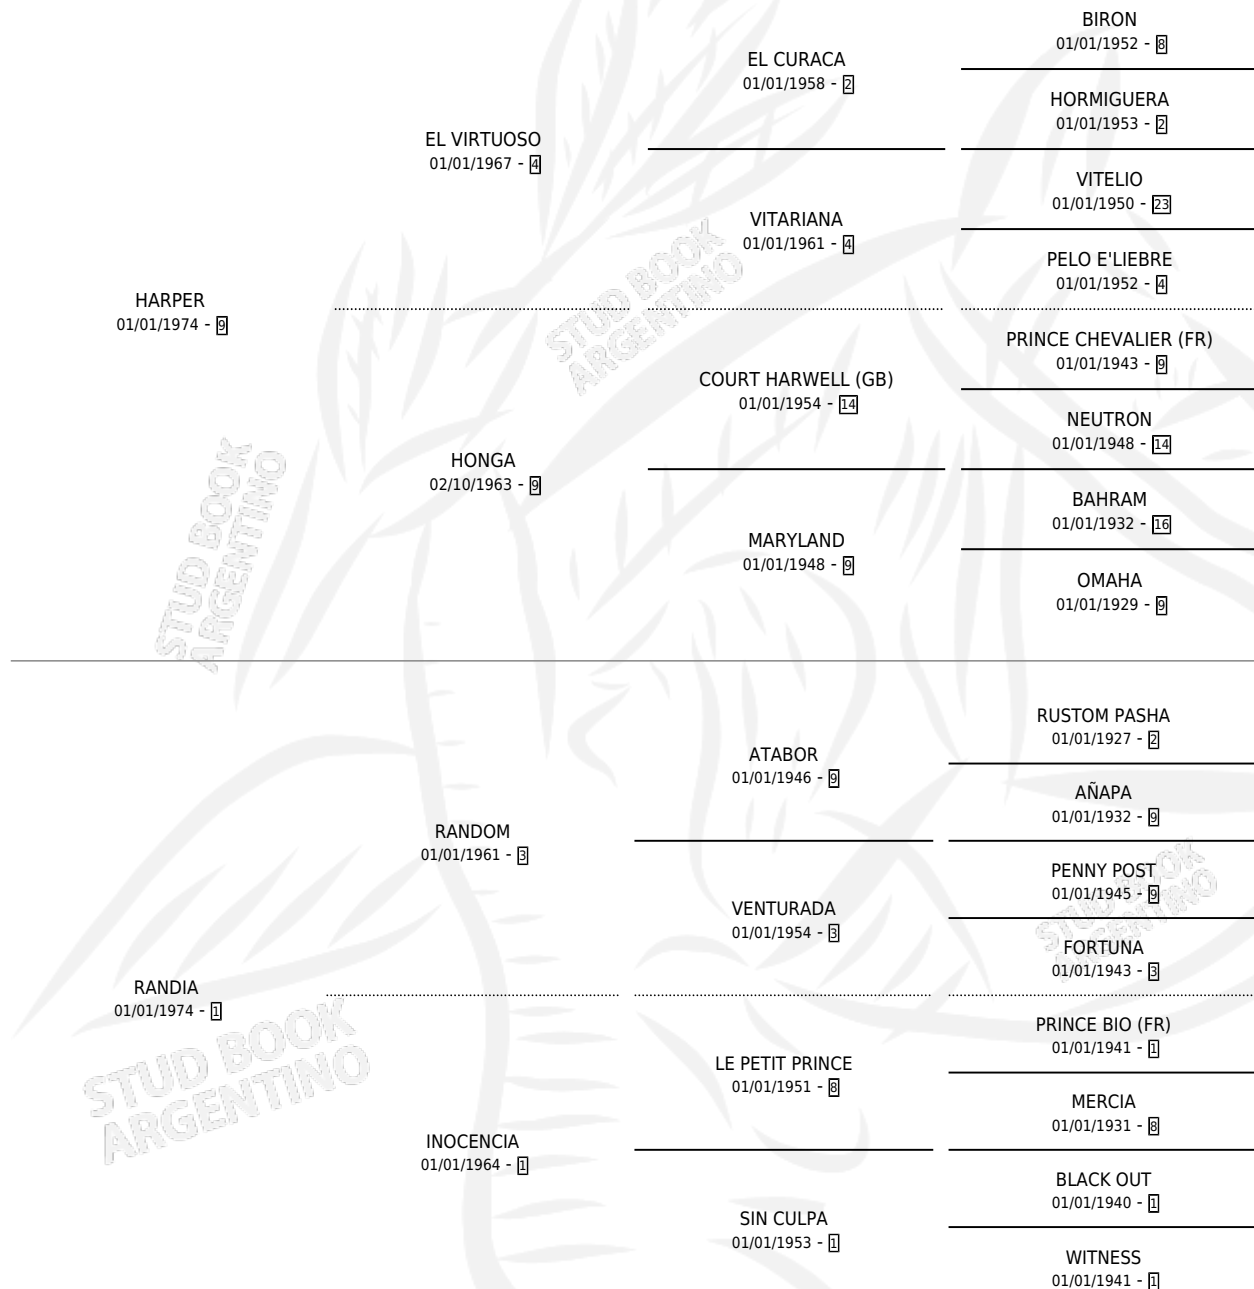 BIRON
01/01/1952 - 8
EL CURACA
01/01/1958 - 2
HORMIGUERA
01/01/1953 - 2
EL VIRTUOSO
01/01/1967 - 4
VITELIO
01/01/1950 - 23
VITARIANA
01/01/1961 - 4
PELO E'LIEBRE
01/01/1952 - 4
HARPER
01/01/1974 - 9
PRINCE CHEVALIER (FR)
01/01/1943 - 9
COURT HARWELL (GB)
01/01/1954 - 14
NEUTRON
01/01/1948 - 14
HONGA
02/10/1963 - 9
BAHRAM
01/01/1932 - 16
MARYLAND
01/01/1948 - 9
OMAHA
01/01/1929 - 9
RUSTOM PASHA
01/01/1927 - 2
ATABOR
01/01/1946 - 9
AÑAPA
01/01/1932 - 9
RANDOM
01/01/1961 - 3
PENNY POST
01/01/1945 - 9
VENTURADA
01/01/1954 - 3
FORTUNA
01/01/1943 - 3
RANDIA
01/01/1974 - 1
PRINCE BIO (FR)
01/01/1941 - 1
LE PETIT PRINCE
01/01/1951 - 8
MERCIA
01/01/1931 - 8
INOCENCIA
01/01/1964 - 1
BLACK OUT
01/01/1940 - 1
SIN CULPA
01/01/1953 - 1
WITNESS
01/01/1941 - 1
STUD BOOK
ARGENTINO
STUD BOOK
ARGENTINO
STUD BOOK
ARGENTINO
STUD BOOK
ARGENTINO